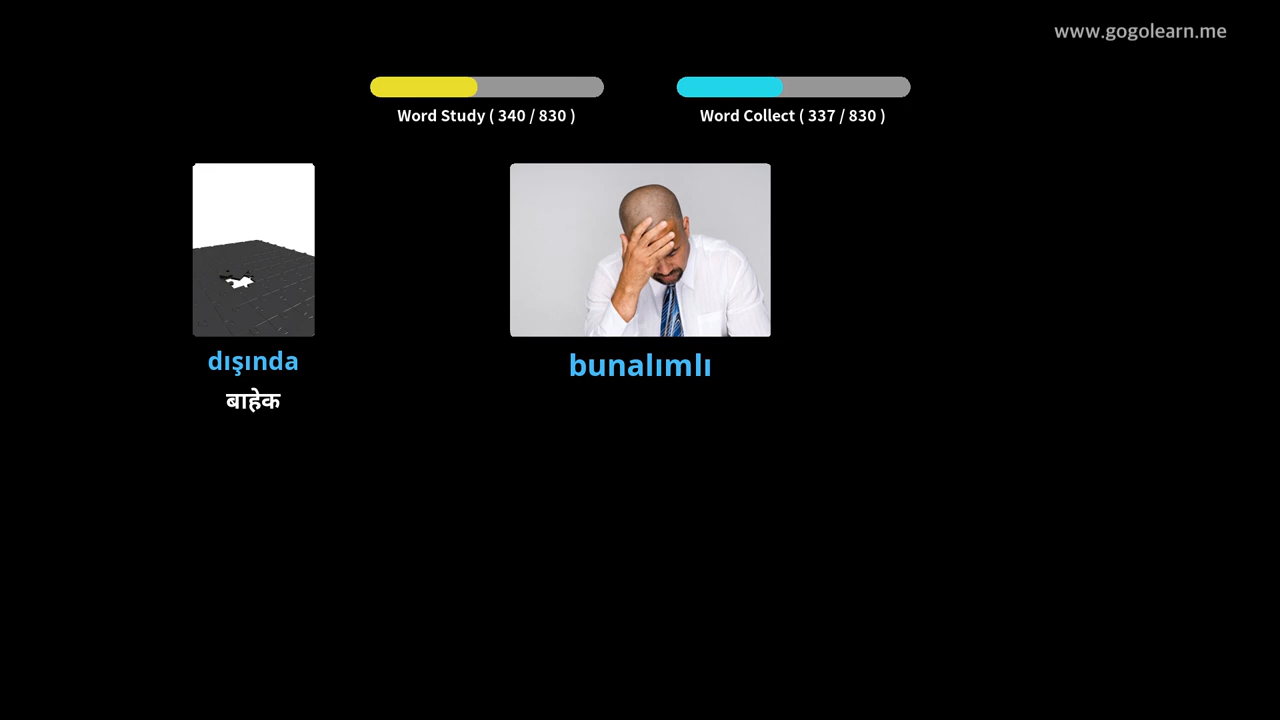 www.gogolearn.me
Word Study ( 340 / 830 )
Word Collect ( 337 / 830 )
dışında
बाहेक
bunalımlı